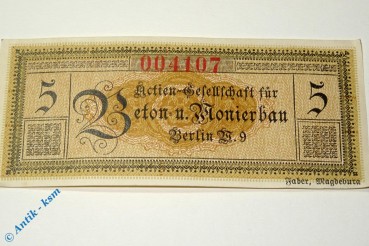 004107
5 Actien-Gesellschaft für 5
Beton u. Monierbau
Berlin W. 9
Faber, Magdeburg
© Antik - ksm